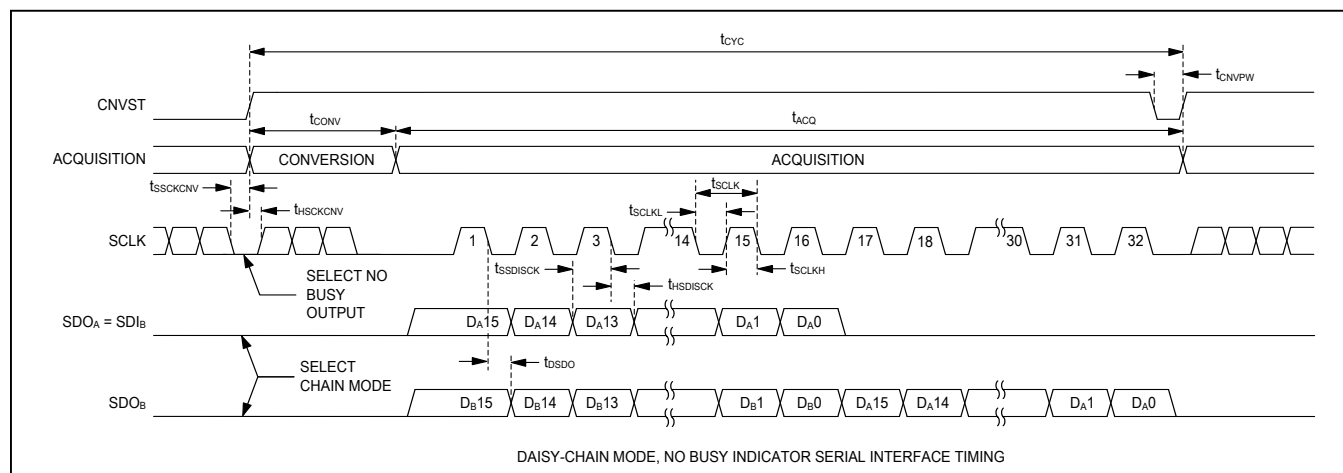 tCYC
tCNVPW
CNVST
tCONV
tACQ
ACQUISITION
CONVERSION
ACQUISITION
tSSCKCNV
tHSCKCNV
tSCLK
tSCLKL
SCLK
1 2 3 14 15 16 17 18 30 31 32
tSSDISCK
tHSDISCK
tSCLKH
SELECT NO
BUSY
OUTPUT
SDOA = SDIB
DA15 DA14 DA13 DA1 DA0
SELECT
CHAIN MODE
tDSDO
SDOB
DB15 DB14 DB13 DB1 DB0 DA15 DA14 DA1 DA0
DAISY-CHAIN MODE, NO BUSY INDICATOR SERIAL INTERFACE TIMING